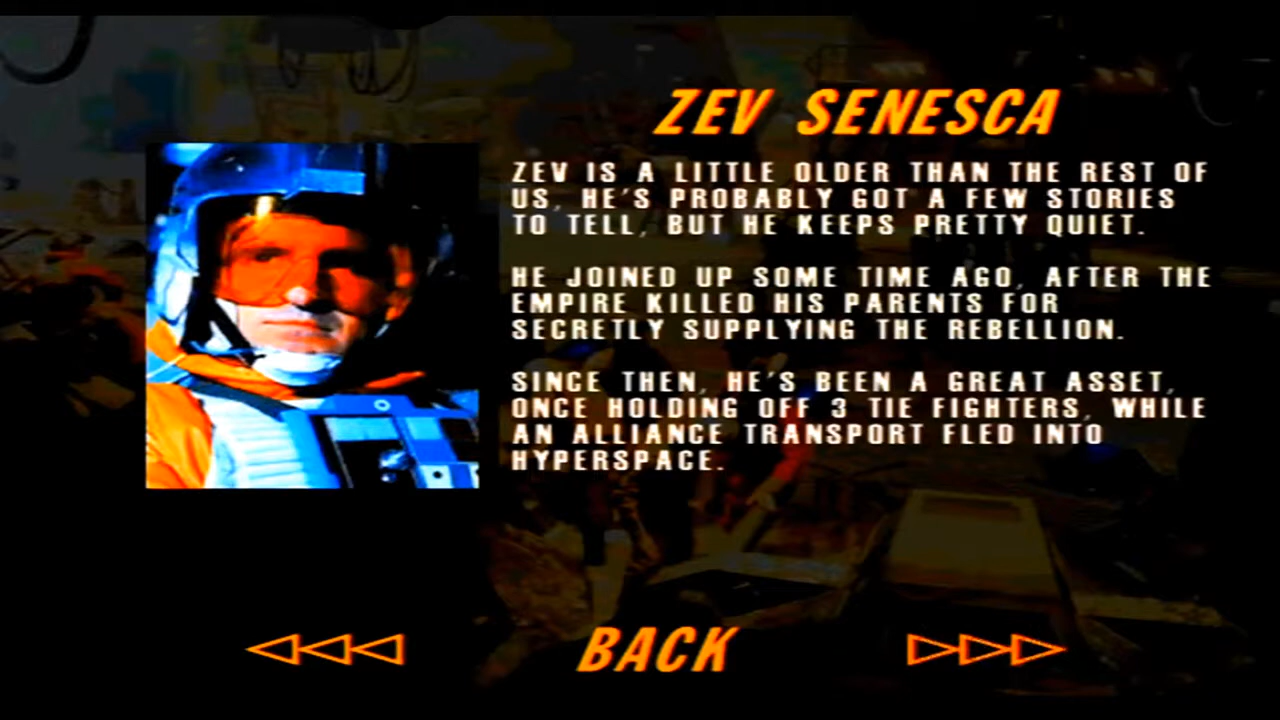 ZEV SENESCA
ZEV IS A LITTLE OLDER THAN THE REST OF
US, HE'S PROBABLY GOT A FEW STORIES
TO TELL, BUT HE KEEPS PRETTY QUIET.
HE JOINED UP SOME TIME AGO, AFTER THE
EMPIRE KILLED HIS PARENTS FOR
SECRETLY SUPPLYING THE REBELLION.
SINCE THEN, HE'S BEEN A GREAT ASSET,
ONCE HOLDING OFF 3 TIE FIGHTERS, WHILE
AN ALLIANCE TRANSPORT FLED INTO
HYPERSPACE.
BACK